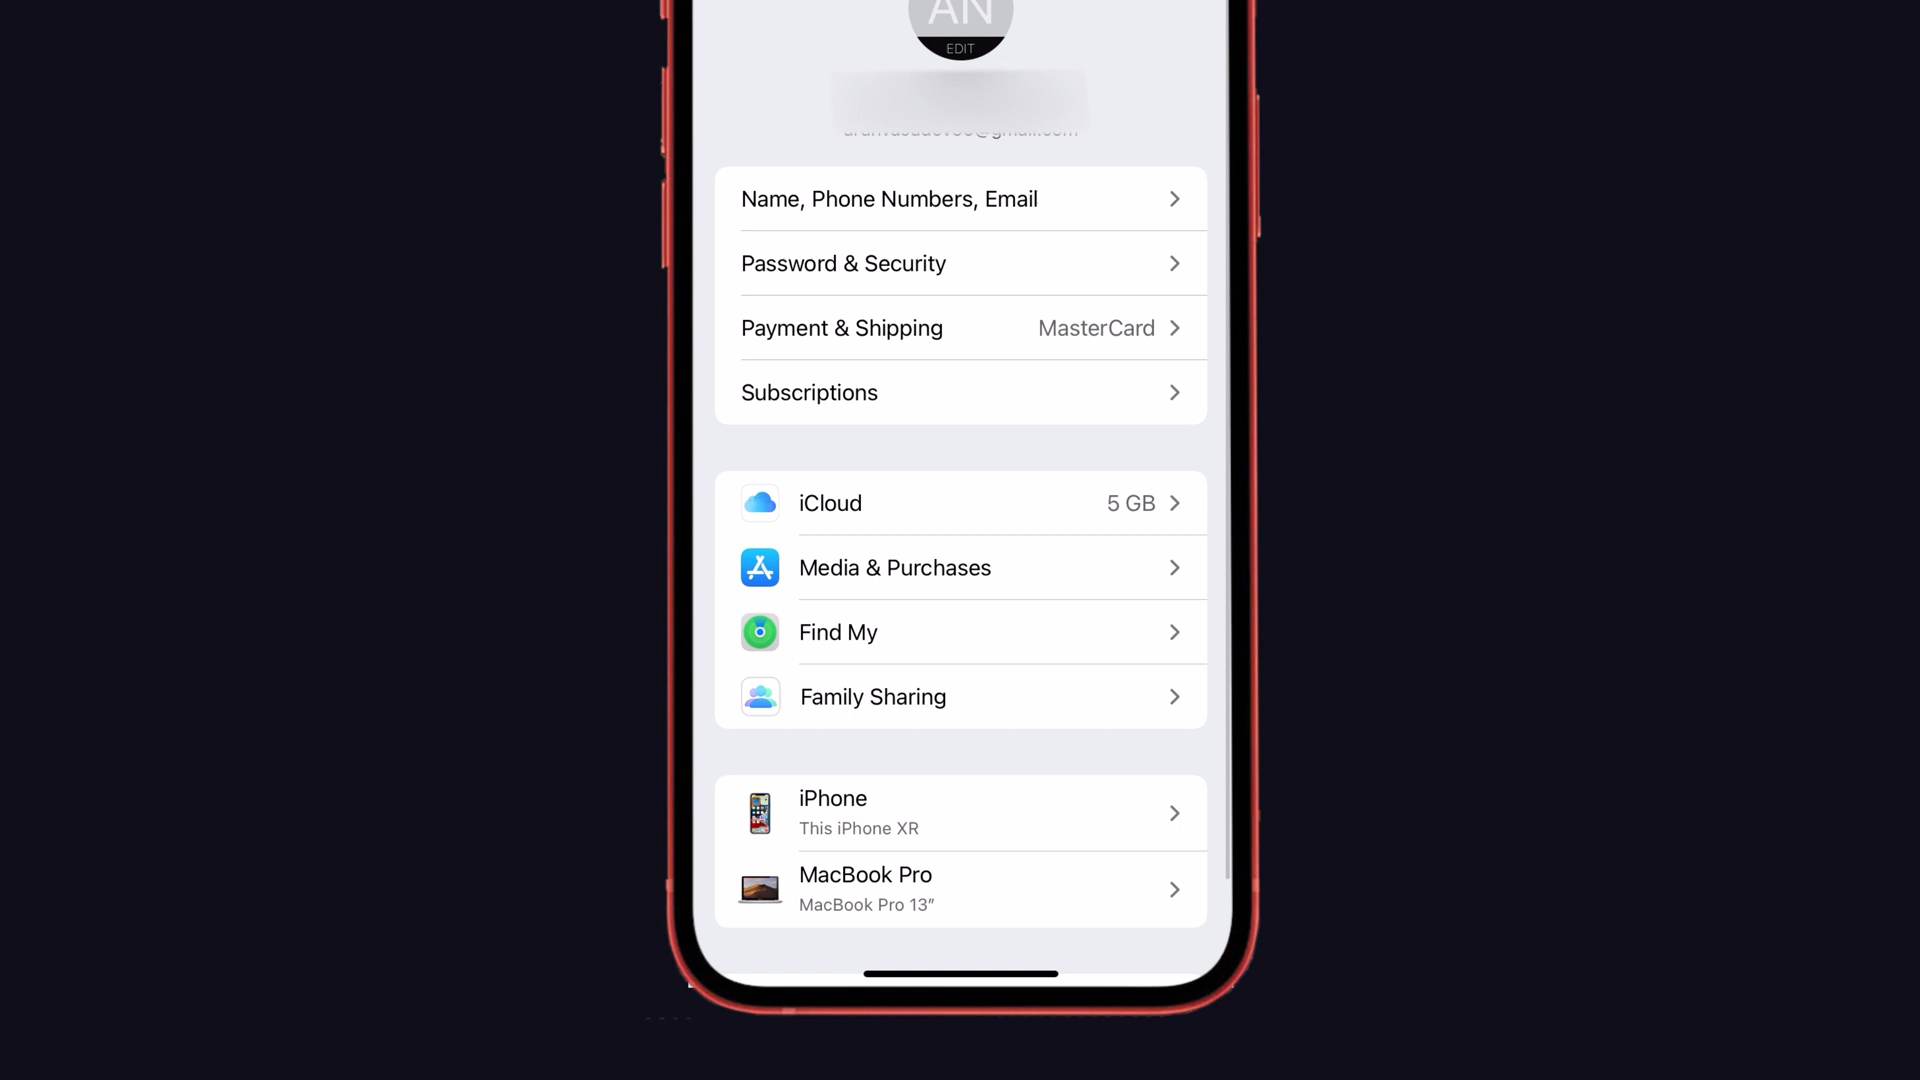 AN
EDIT
Name, Phone Numbers, Email
Password & Security
Payment & Shipping MasterCard
Subscriptions
iCloud 5 GB
Media & Purchases
Find My
Family Sharing
iPhone
This iPhone XR
MacBook Pro
MacBook Pro 13”